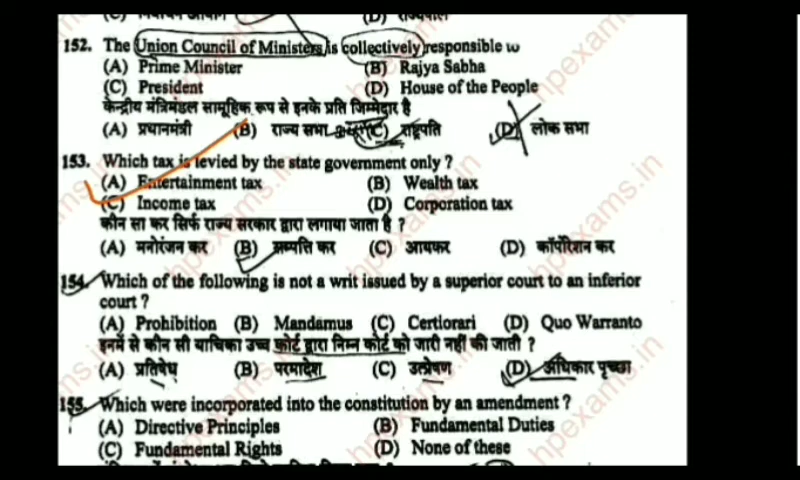 (C) निर्वाचन आयोग (D) राज्यपाल
152. The Union Council of Ministers is collectively responsible to
(A) Prime Minister (B) Rajya Sabha
(C) President (D) House of the People
केन्द्रीय मंत्रिमंडल सामूहिक रूप से इनके प्रति जिम्मेदार है
(A) प्रधानमंत्री (B) राज्य सभा (C) राष्ट्रपति (D) लोक सभा
153. Which tax is levied by the state government only ?
(A) Entertainment tax (B) Wealth tax
(C) Income tax (D) Corporation tax
कौन सा कर सिर्फ राज्य सरकार द्वारा लगाया जाता है ?
(A) मनोरंजन कर (B) सम्पत्ति कर (C) आयकर (D) कॉर्पोरेशन कर
154. Which of the following is not a writ issued by a superior court to an inferior
court ?
(A) Prohibition (B) Mandamus (C) Certiorari (D) Quo Warranto
इनमें से कौन सी याचिका उच्च कोर्ट द्वारा निम्न कोर्ट को जारी नहीं की जाती ?
(A) प्रतिषेध (B) परमादेश (C) उत्प्रेषण (D) अधिकार पृच्छा
155. Which were incorporated into the constitution by an amendment ?
(A) Directive Principles (B) Fundamental Duties
(C) Fundamental Rights (D) None of these
hpexams.in